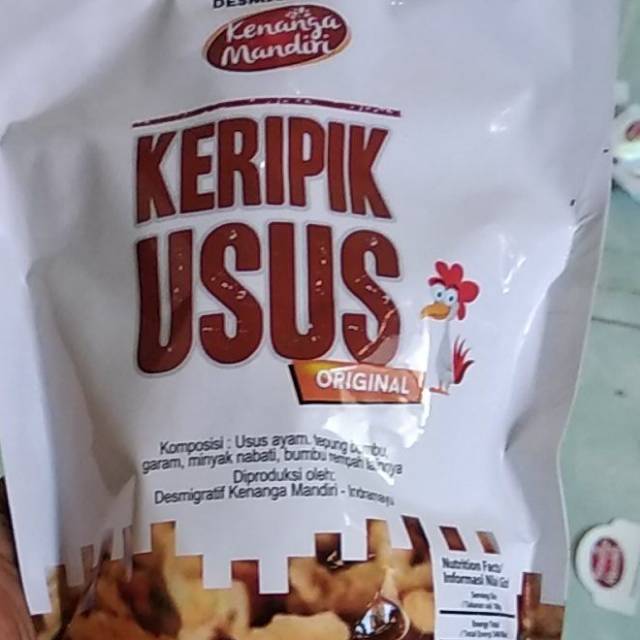 Kenanga
Mandiri
KERIPIK
USUS
ORIGINAL
Komposisi : Usus ayam, tepung bumbu,
garam, minyak nabati, bumbu rempah lainnya
Diproduksi oleh:
Desmigratif Kenanga Mandiri - Indramayu
Nutrition Facts/
Informasi Nilai Gizi